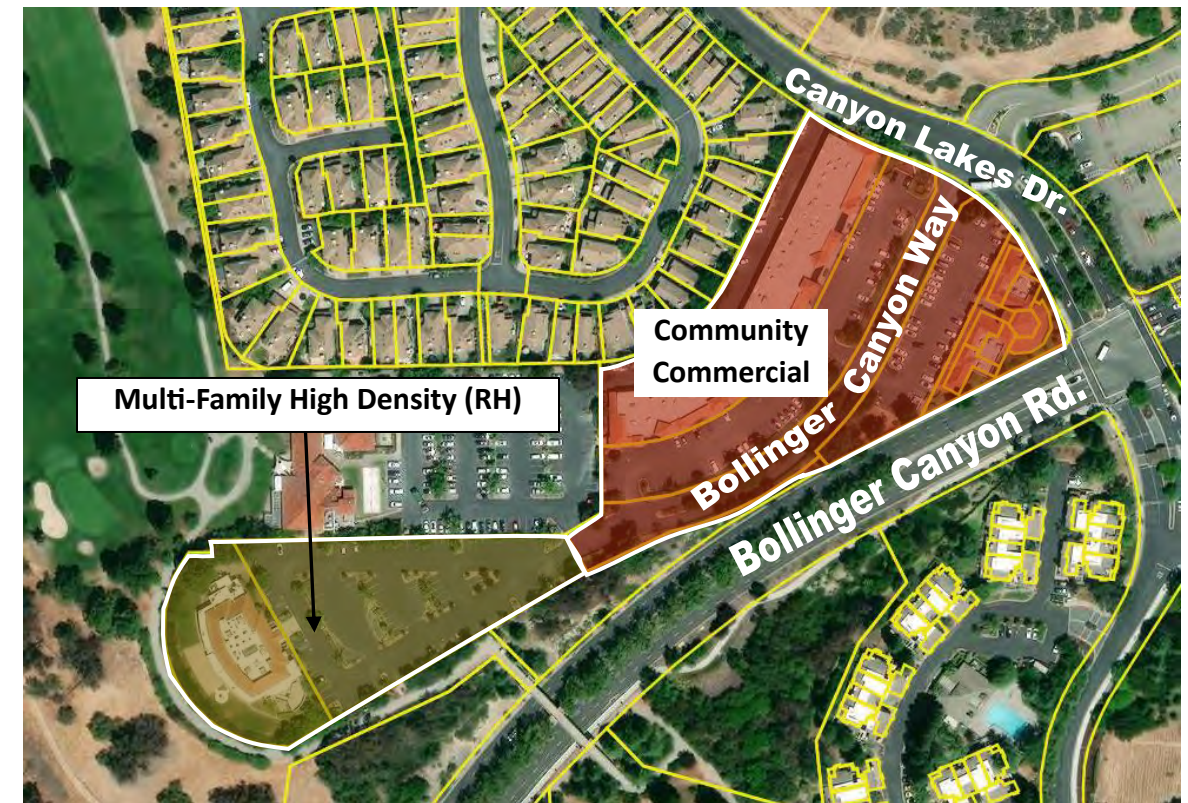 Canyon Lakes Dr.
Bollinger Canyon Way
Community
Commercial
Multi-Family High Density (RH)
Bollinger Canyon Rd.